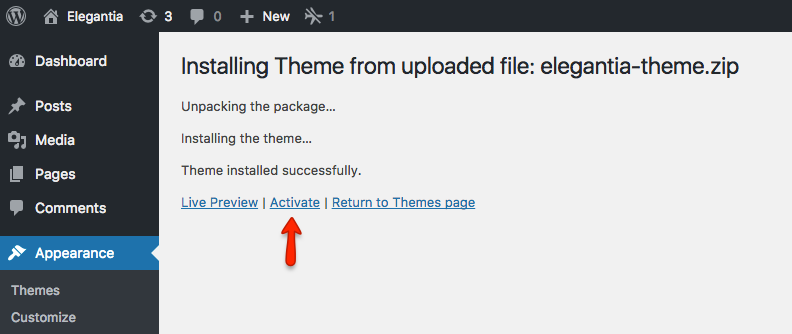 Elegantia 3 0 New 1
Dashboard
Posts
Media
Pages
Comments
Appearance
Themes
Customize
Installing Theme from uploaded file: elegantia-theme.zip
Unpacking the package…
Installing the theme…
Theme installed successfully.
Live Preview | Activate | Return to Themes page